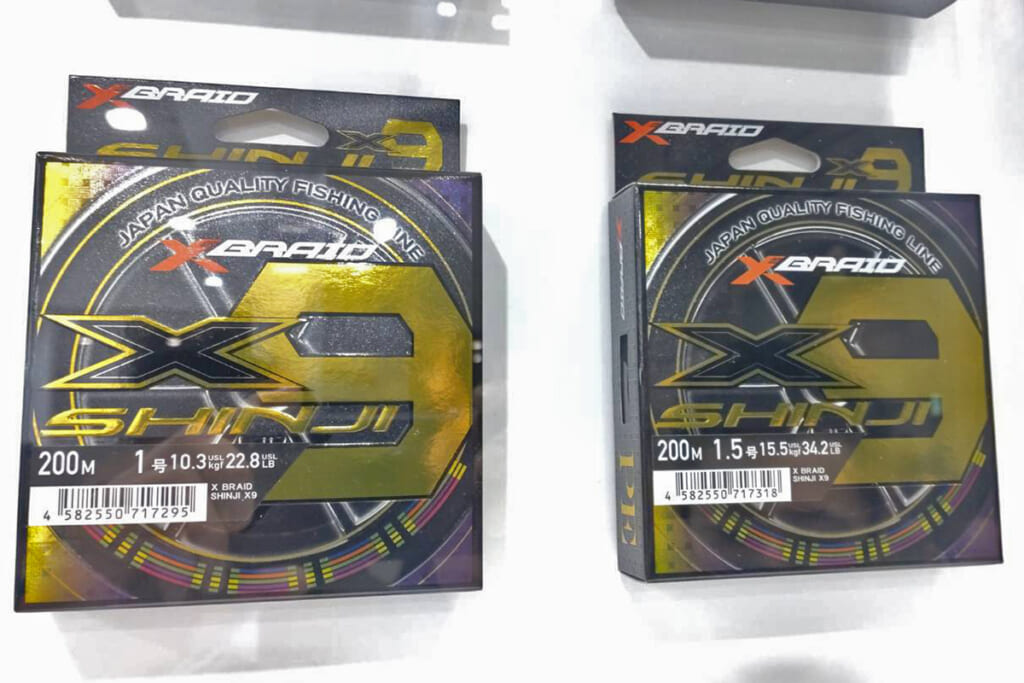 XBRAID
SHINJI X9
JAPAN QUALITY FISHING LINE
XBRAID
X9
SHINJI
200M 1号 10.3 USL kgf 22.8 USL LB
X BRAID
SHINJI X9
4 582550 717295
XBRAID
SHINJI X9
JAPAN QUALITY FISHING LINE
XBRAID
X9
SHINJI
200M 1.5号 15.5 USL kgf 34.2 USL LB
X BRAID
SHINJI X9
4 582550 717318
XBRAID
PE